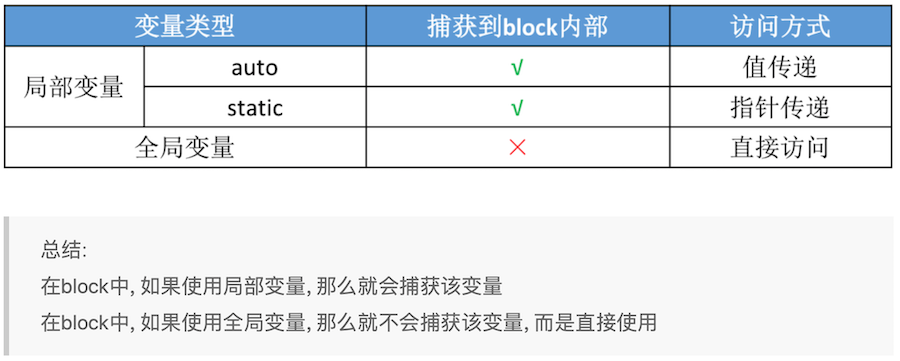 变量类型 捕获到block内部 访问方式
局部变量 auto √ 值传递
static √ 指针传递
全局变量 × 直接访问
总结:
在block中, 如果使用局部变量, 那么就会捕获该变量
在block中, 如果使用全局变量, 那么就不会捕获该变量, 而是直接使用